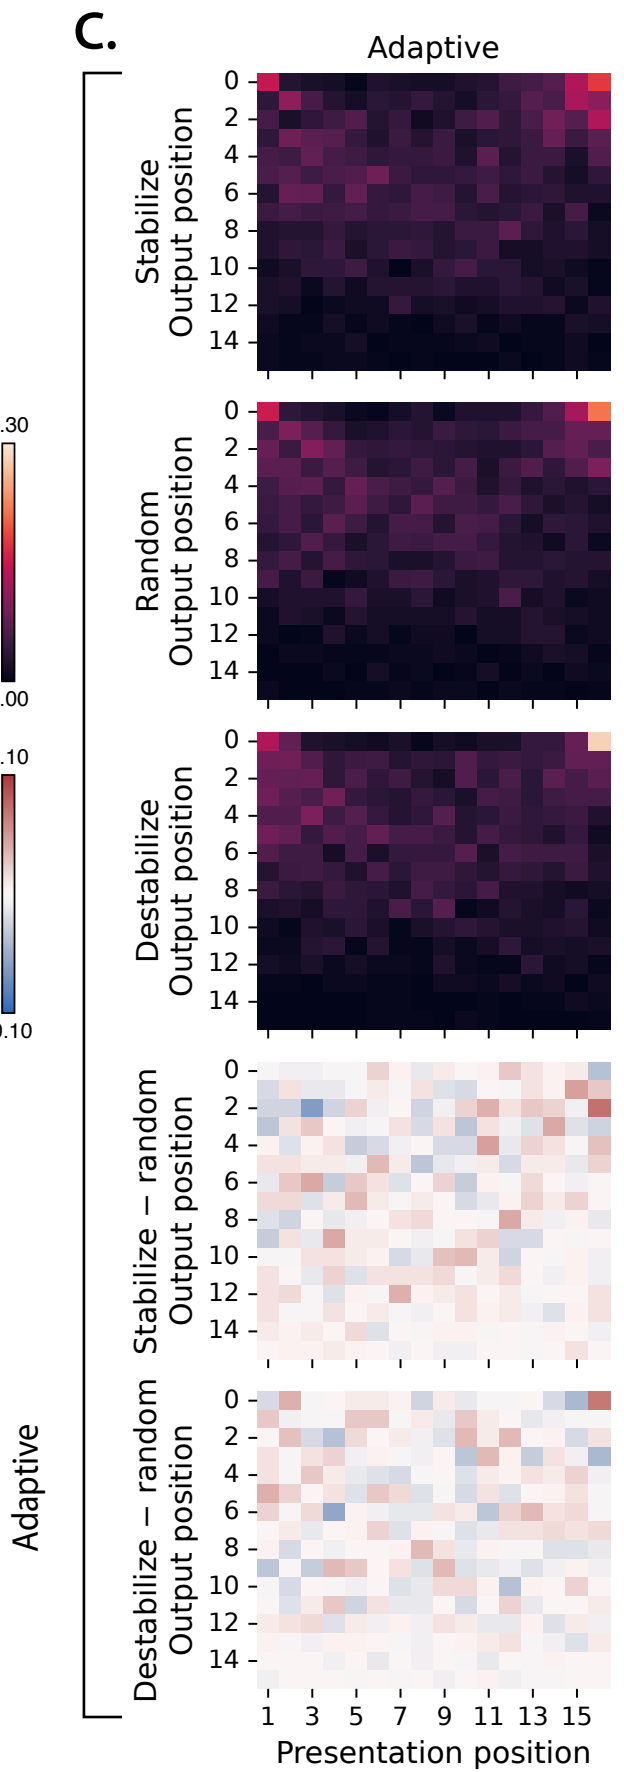 C.
Adaptive
Stabilize
Output position
0
2
4
6
8
10
12
14
Random
Output position
0
2
4
6
8
10
12
14
Destabilize
Output position
0
2
4
6
8
10
12
14
Stabilize − random
Output position
0
2
4
6
8
10
12
14
Destabilize − random
Output position
0
2
4
6
8
10
12
14
1 3 5 7 9 11 13 15
Presentation position
.30
.00
.10
0.10
Adaptive